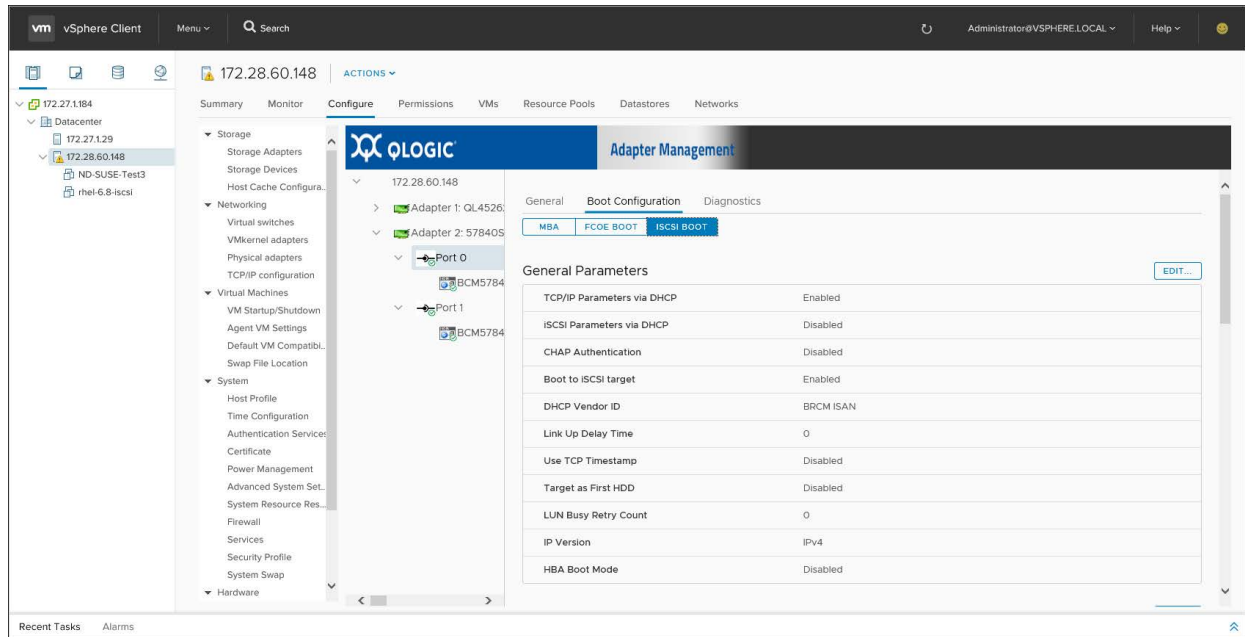 vm vSphere Client Menu Search Administrator@VSPHERE.LOCAL Help
172.28.60.148 ACTIONS
Summary Monitor Configure Permissions VMs Resource Pools Datastores Networks
172.27.1.184
Datacenter
172.27.1.29
172.28.60.148
ND-SUSE-Test3
rhel-6.8-iscsi
Storage
Storage Adapters
Storage Devices
Host Cache Configura..
Networking
Virtual switches
VMkernel adapters
Physical adapters
TCP/IP configuration
Virtual Machines
VM Startup/Shutdown
Agent VM Settings
Default VM Compatibi..
Swap File Location
System
Host Profile
Time Configuration
Authentication Services
Certificate
Power Management
Advanced System Set..
System Resource Res..
Firewall
Services
Security Profile
System Swap
Hardware
QLOGIC Adapter Management
172.28.60.148
Adapter 1: QL4526
Adapter 2: 57840S
Port 0
BCM5784
Port 1
BCM5784
General Boot Configuration Diagnostics
MBA FCOE BOOT ISCSI BOOT
General Parameters EDIT...
TCP/IP Parameters via DHCP Enabled
iSCSI Parameters via DHCP Disabled
CHAP Authentication Disabled
Boot to iSCSI target Enabled
DHCP Vendor ID BRCM ISAN
Link Up Delay Time 0
Use TCP Timestamp Disabled
Target as First HDD Disabled
LUN Busy Retry Count 0
IP Version IPv4
HBA Boot Mode Disabled
Recent Tasks Alarms